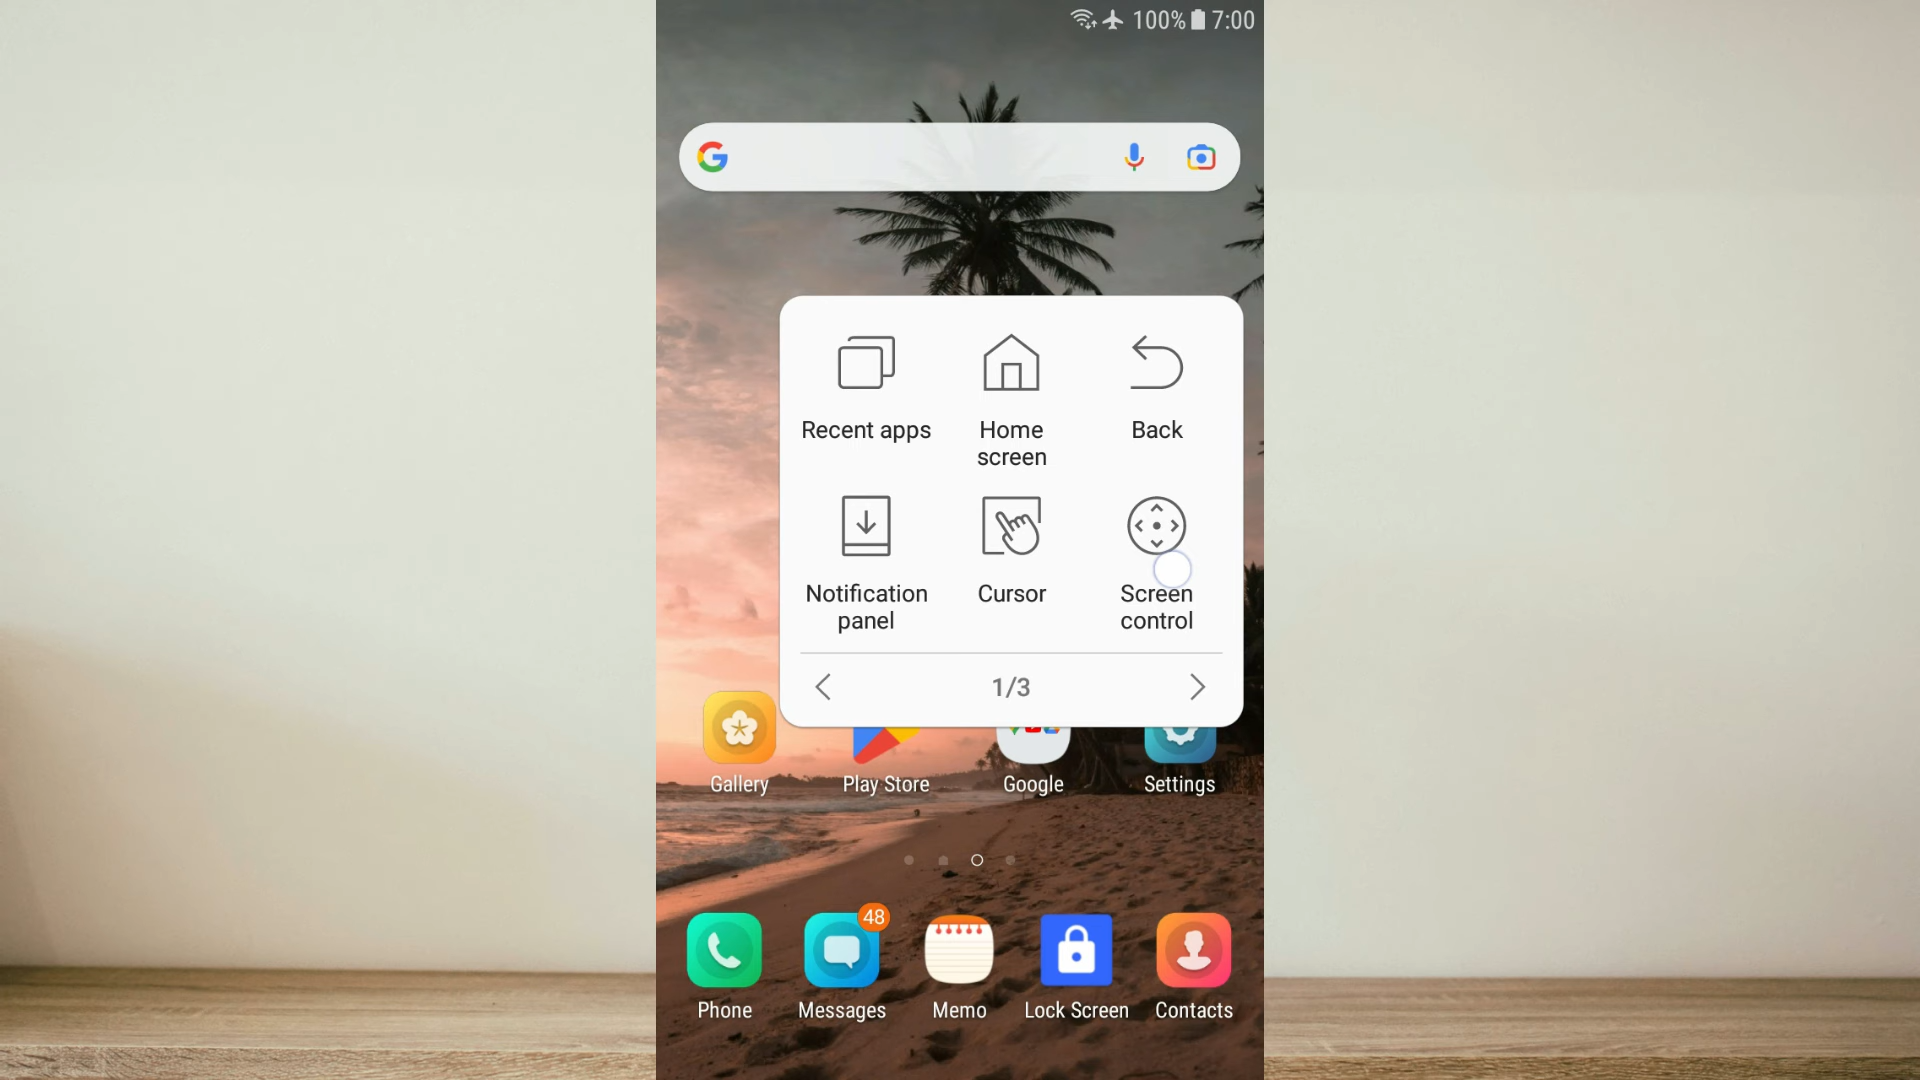 100% 7:00
Recent apps
Home
screen
Back
Notification
panel
Cursor
Screen
control
1/3
Gallery
Play Store
Google
Settings
48
Phone
Messages
Memo
Lock Screen
Contacts